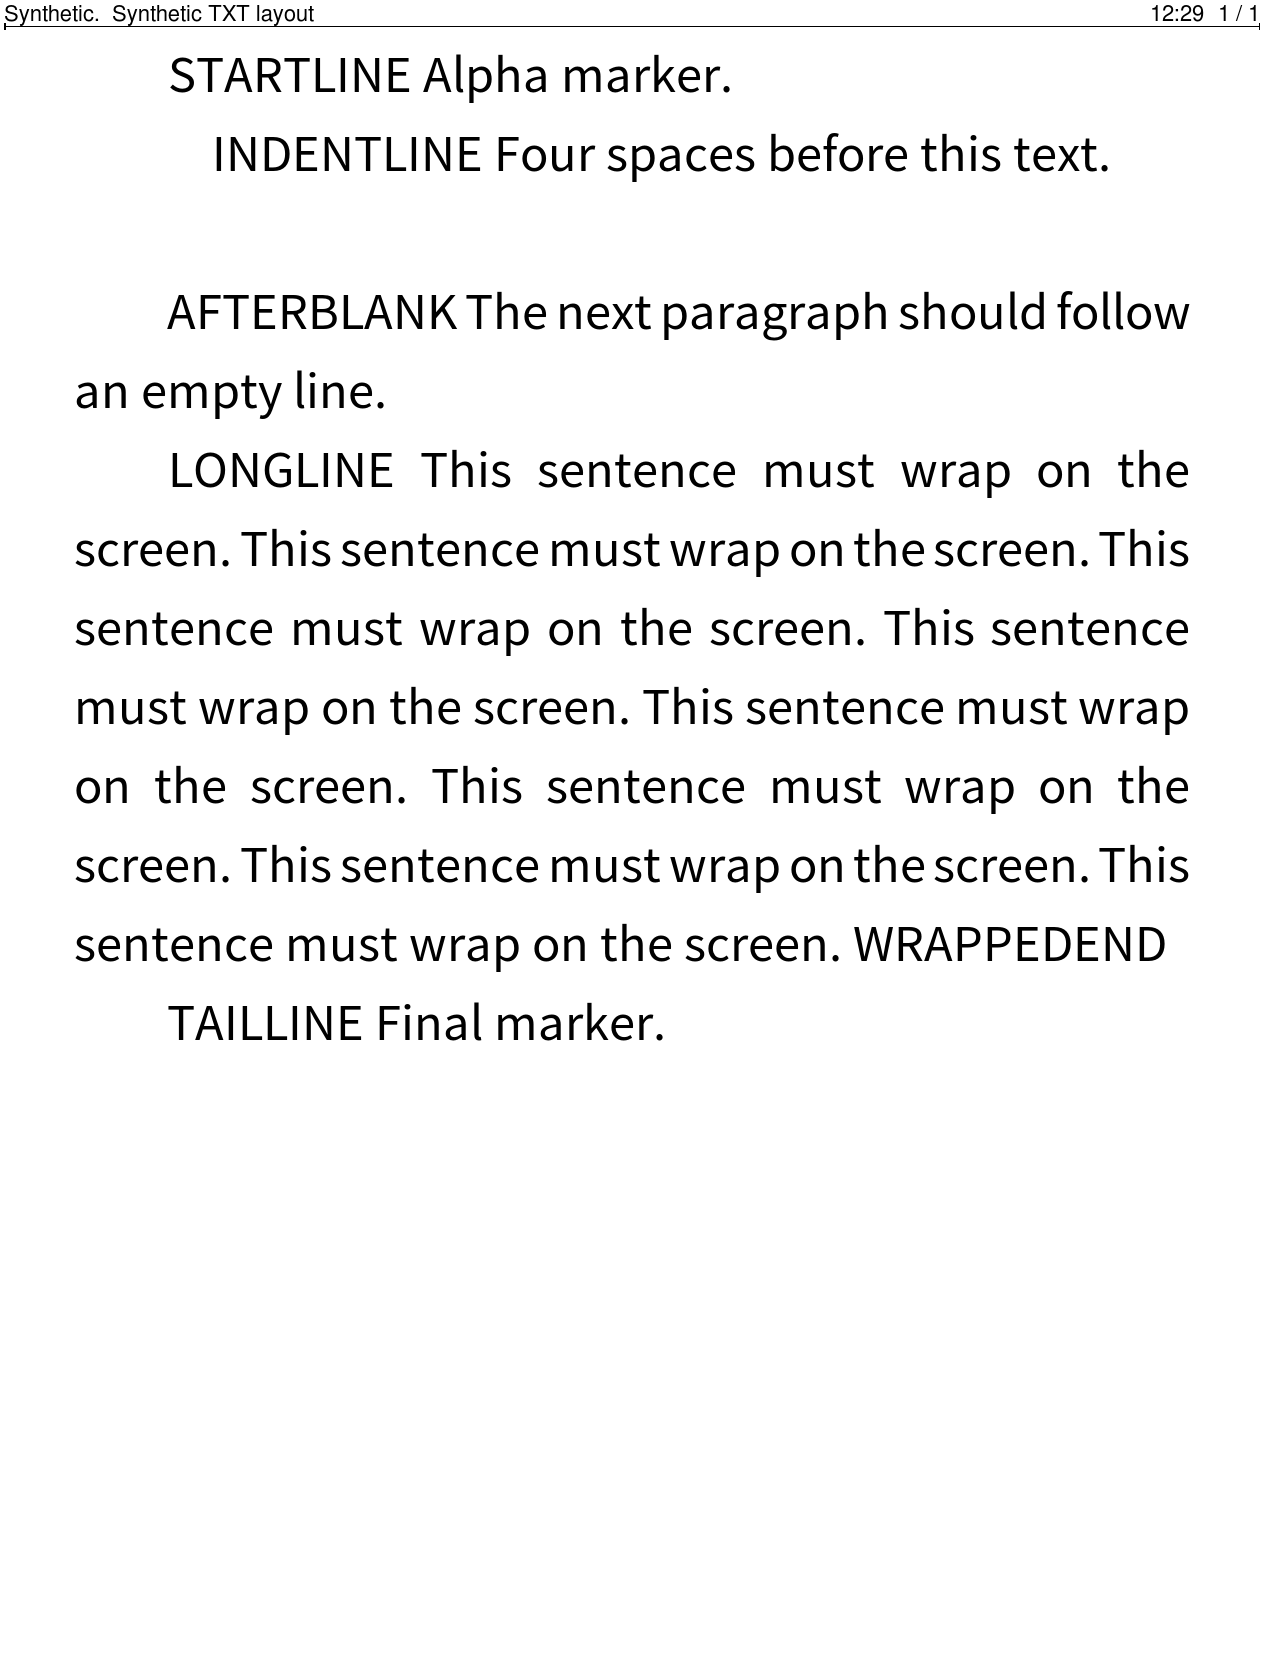 Synthetic.  Synthetic TXT layout 12:29 1 / 1
STARTLINE Alpha marker.
INDENTLINE Four spaces before this text.
AFTERBLANK The next paragraph should follow
an empty line.
LONGLINE This sentence must wrap on the
screen. This sentence must wrap on the screen. This
sentence must wrap on the screen. This sentence
must wrap on the screen. This sentence must wrap
on the screen. This sentence must wrap on the
screen. This sentence must wrap on the screen. This
sentence must wrap on the screen. WRAPPEDEND
TAILLINE Final marker.